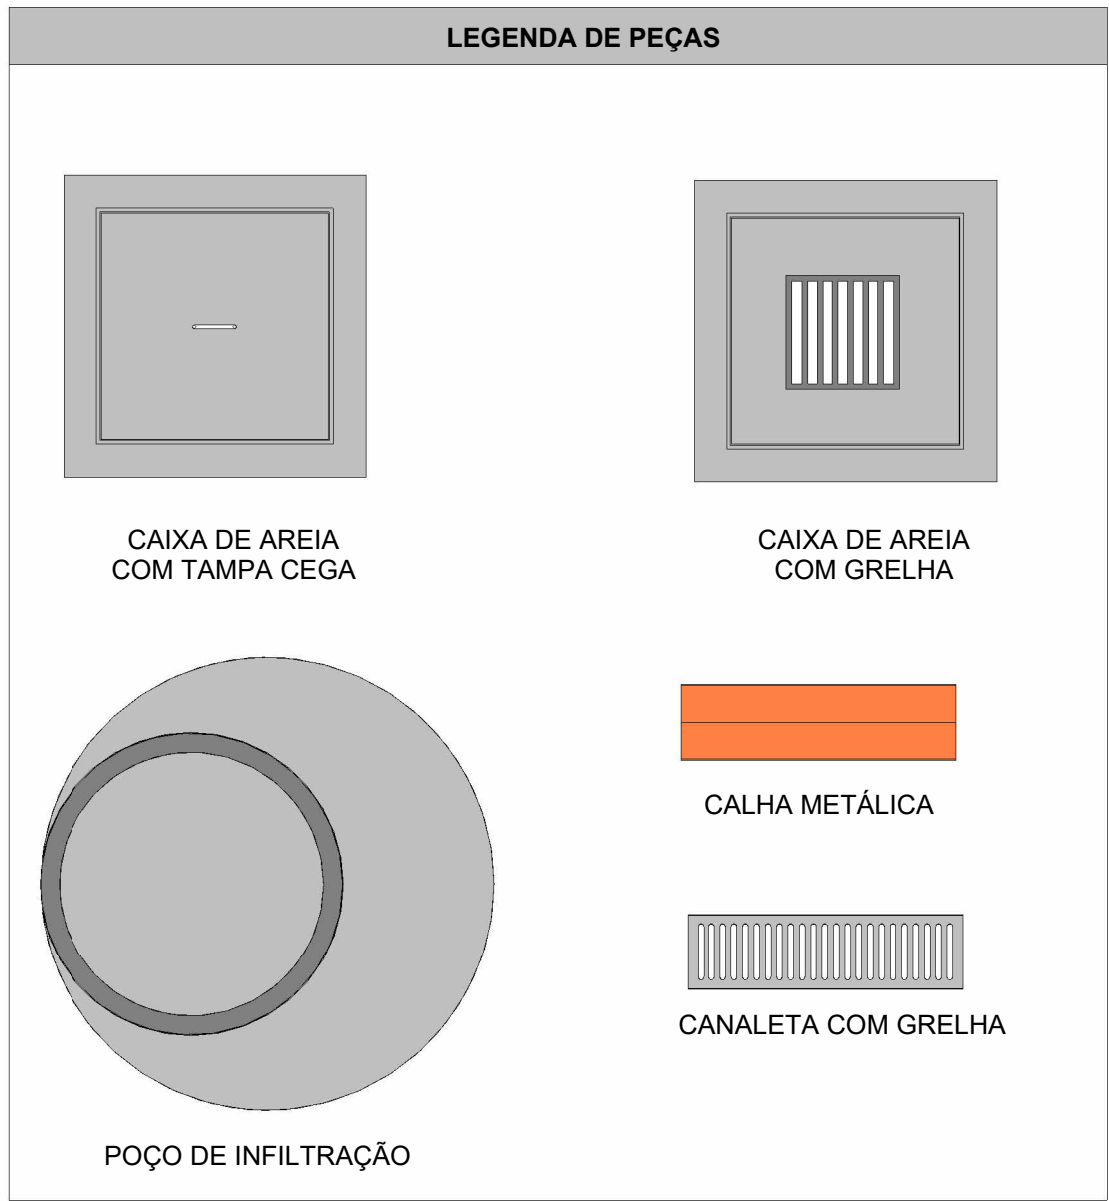 LEGENDA DE PEÇAS
CAIXA DE AREIA
COM TAMPA CEGA
CAIXA DE AREIA
COM GRELHA
CALHA METÁLICA
CANALETA COM GRELHA
POÇO DE INFILTRAÇÃO